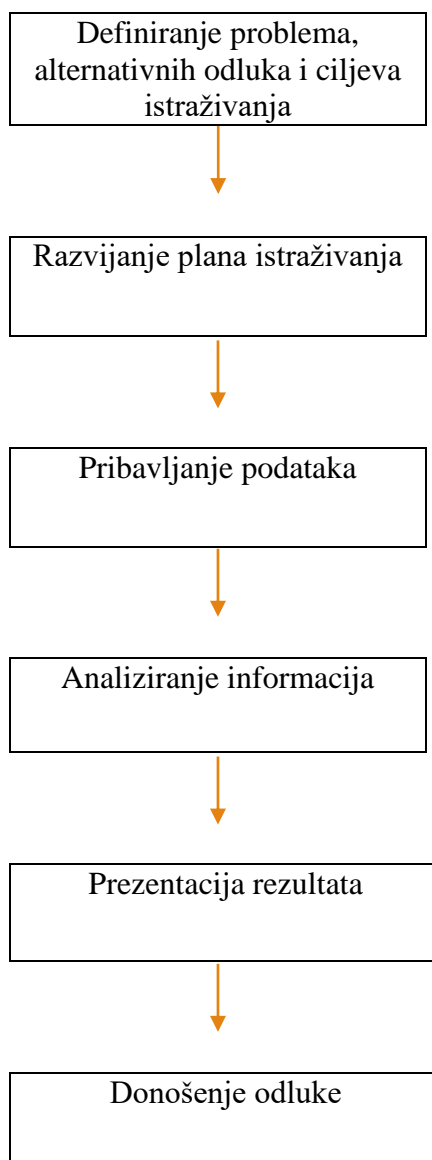 Definiranje problema,
alternativnih odluka i ciljeva
istraživanja
Razvijanje plana istraživanja
Pribavljanje podataka
Analiziranje informacija
Prezentacija rezultata
Donošenje odluke